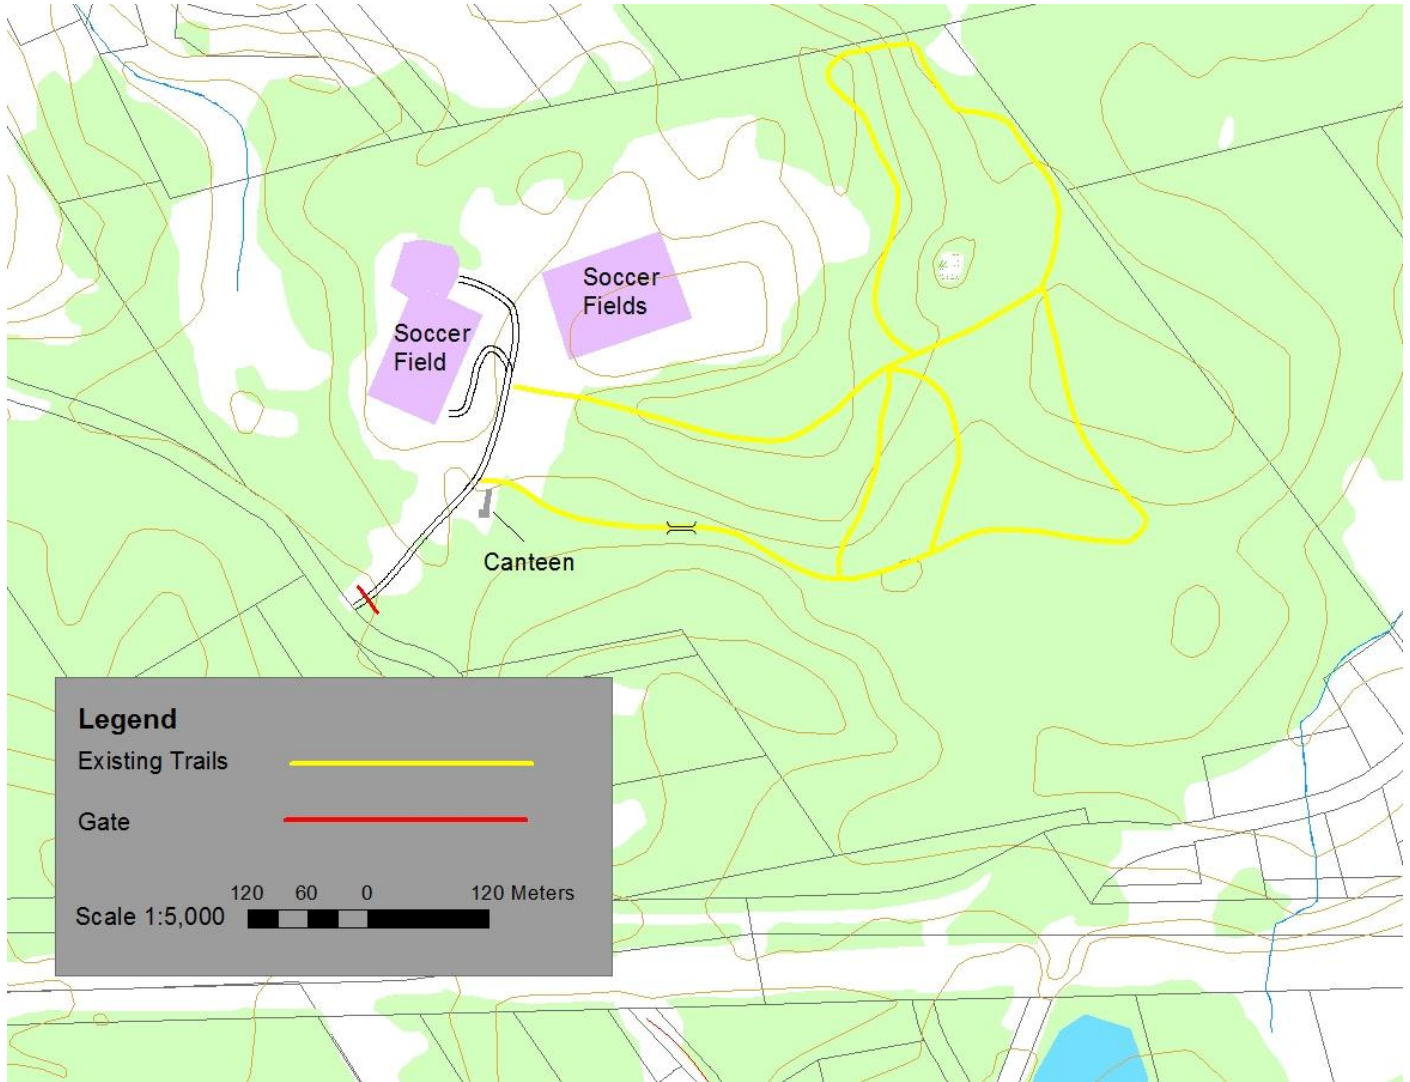 Soccer
Fields
Soccer
Field
Canteen
Legend
Existing Trails
Gate
120 60 0 120 Meters
Scale 1:5,000